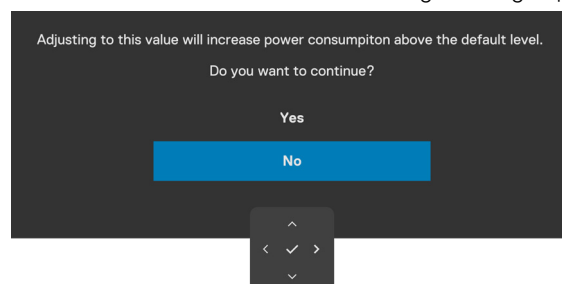 Adjusting to this value will increase power consumpiton above the default level.
Do you want to continue?
Yes
No